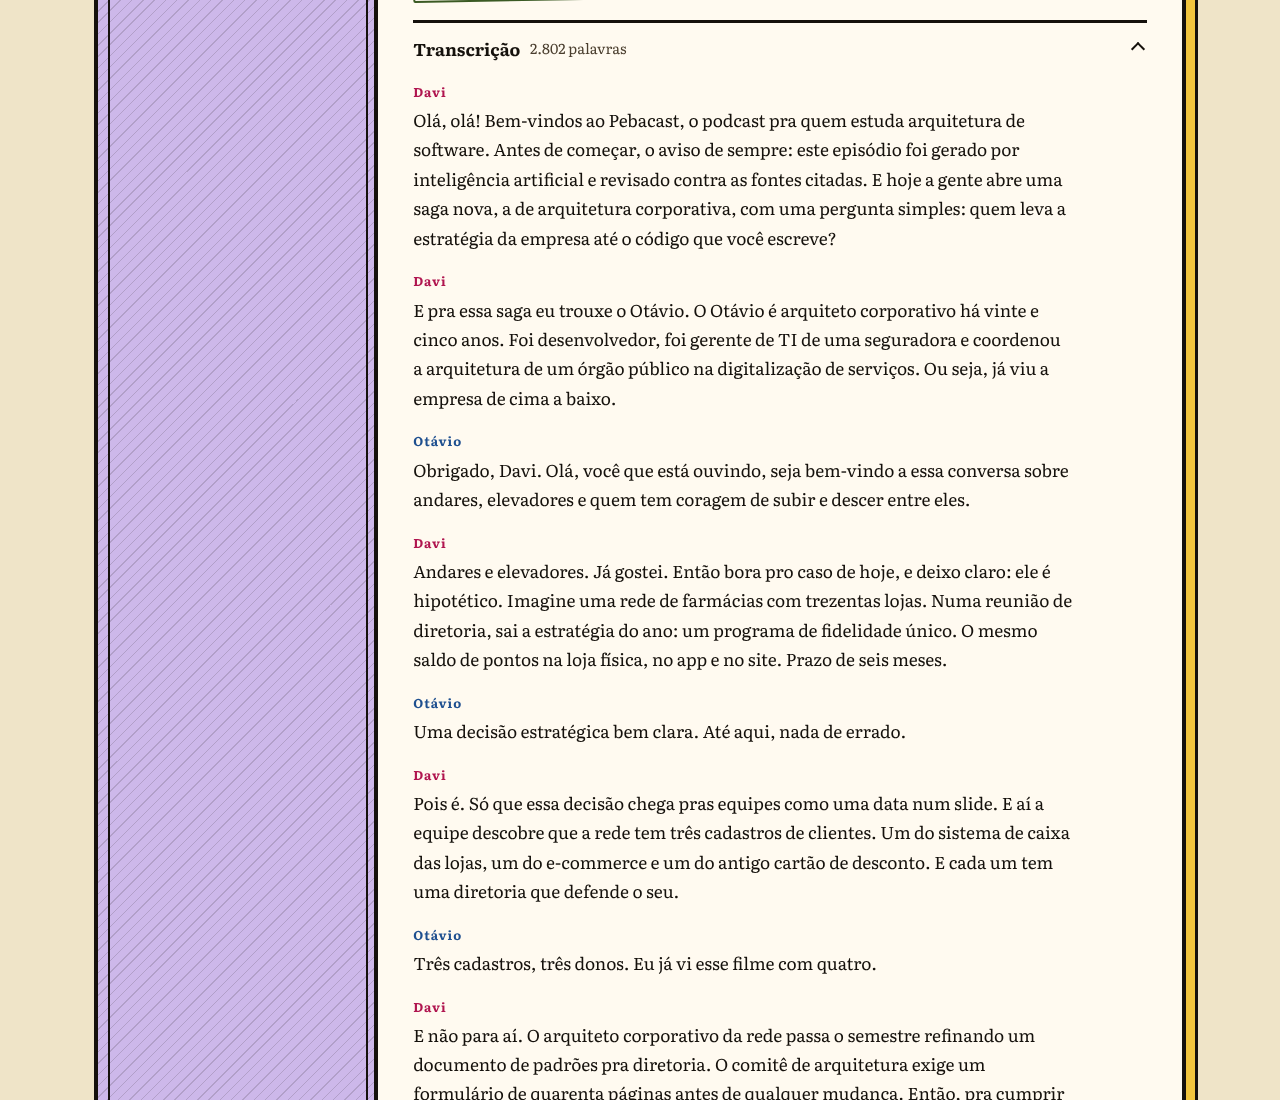 Transcrição 2.802 palavras
Davi
Olá, olá! Bem-vindos ao Pebacast, o podcast pra quem estuda arquitetura de
software. Antes de começar, o aviso de sempre: este episódio foi gerado por
inteligência artificial e revisado contra as fontes citadas. E hoje a gente abre uma
saga nova, a de arquitetura corporativa, com uma pergunta simples: quem leva a
estratégia da empresa até o código que você escreve?
Davi
E pra essa saga eu trouxe o Otávio. O Otávio é arquiteto corporativo há vinte e
cinco anos. Foi desenvolvedor, foi gerente de TI de uma seguradora e coordenou
a arquitetura de um órgão público na digitalização de serviços. Ou seja, já viu a
empresa de cima a baixo.
Otávio
Obrigado, Davi. Olá, você que está ouvindo, seja bem-vindo a essa conversa sobre
andares, elevadores e quem tem coragem de subir e descer entre eles.
Davi
Andares e elevadores. Já gostei. Então bora pro caso de hoje, e deixo claro: ele é
hipotético. Imagine uma rede de farmácias com trezentas lojas. Numa reunião de
diretoria, sai a estratégia do ano: um programa de fidelidade único. O mesmo
saldo de pontos na loja física, no app e no site. Prazo de seis meses.
Otávio
Uma decisão estratégica bem clara. Até aqui, nada de errado.
Davi
Pois é. Só que essa decisão chega pras equipes como uma data num slide. E aí a
equipe descobre que a rede tem três cadastros de clientes. Um do sistema de caixa
das lojas, um do e-commerce e um do antigo cartão de desconto. E cada um tem
uma diretoria que defende o seu.
Otávio
Três cadastros, três donos. Eu já vi esse filme com quatro.
Davi
E não para aí. O arquiteto corporativo da rede passa o semestre refinando um
documento de padrões pra diretoria. O comitê de arquitetura exige um
formulário de quarenta páginas antes de qualquer mudança. Então, pra cumprir